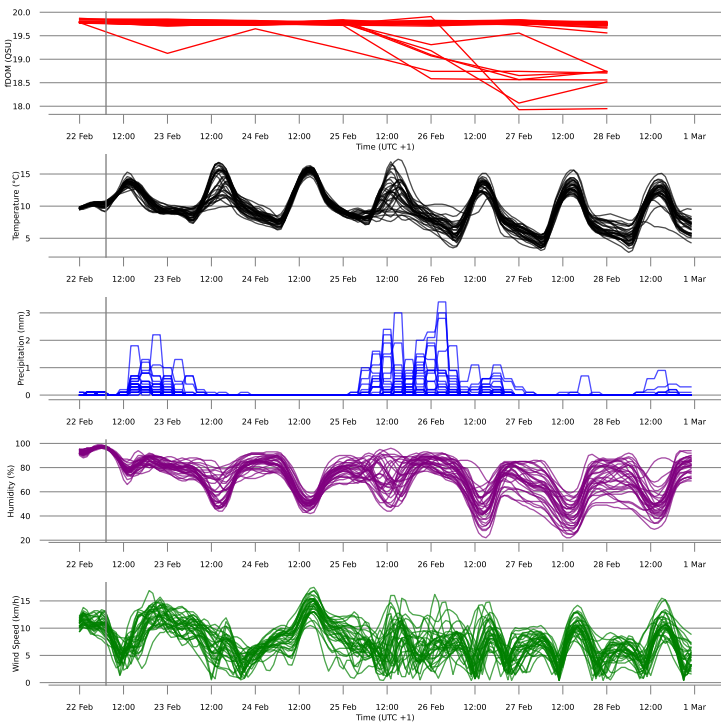 20.0
19.5
19.0
18.5
18.0
fDOM (QSU)
22 Feb 12:00 23 Feb 12:00 24 Feb 12:00 25 Feb 12:00 26 Feb 12:00 27 Feb 12:00 28 Feb 12:00 1 Mar
Time (UTC +1)
15
10
5
Temperature (°C)
22 Feb 12:00 23 Feb 12:00 24 Feb 12:00 25 Feb 12:00 26 Feb 12:00 27 Feb 12:00 28 Feb 12:00 1 Mar
3
2
1
0
Precipitation (mm)
22 Feb 12:00 23 Feb 12:00 24 Feb 12:00 25 Feb 12:00 26 Feb 12:00 27 Feb 12:00 28 Feb 12:00 1 Mar
100
80
60
40
20
Humidity (%)
22 Feb 12:00 23 Feb 12:00 24 Feb 12:00 25 Feb 12:00 26 Feb 12:00 27 Feb 12:00 28 Feb 12:00 1 Mar
15
10
5
0
Wind Speed (km/h)
22 Feb 12:00 23 Feb 12:00 24 Feb 12:00 25 Feb 12:00 26 Feb 12:00 27 Feb 12:00 28 Feb 12:00 1 Mar
Time (UTC +1)